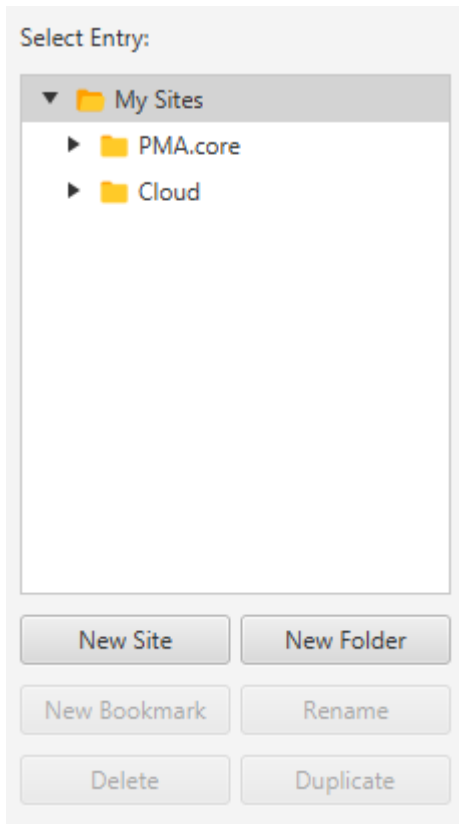 Select Entry:
My Sites
PMA.core
Cloud
New Site New Folder
New Bookmark Rename
Delete Duplicate